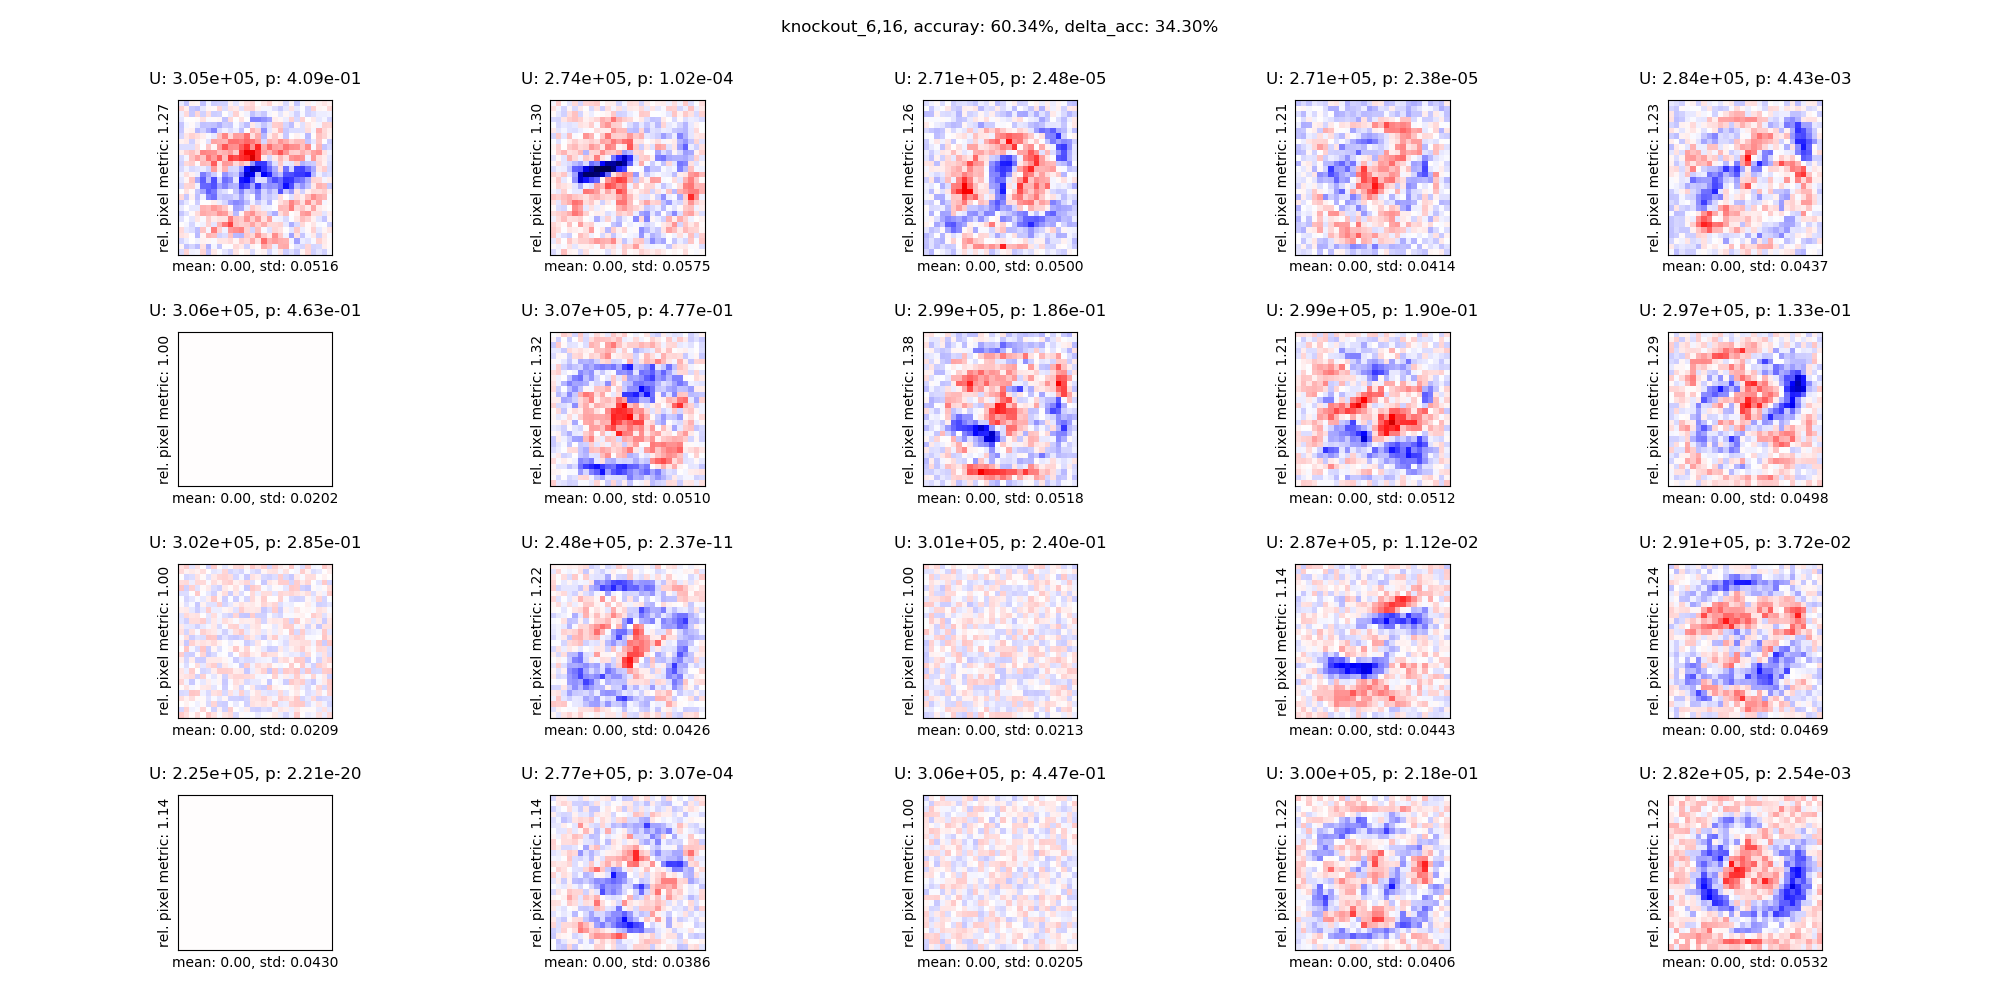 knockout_6,16, accuray: 60.34%, delta_acc: 34.30%
U: 3.05e+05, p: 4.09e-01
rel. pixel metric: 1.27
mean: 0.00, std: 0.0516
U: 2.74e+05, p: 1.02e-04
rel. pixel metric: 1.30
mean: 0.00, std: 0.0575
U: 2.71e+05, p: 2.48e-05
rel. pixel metric: 1.26
mean: 0.00, std: 0.0500
U: 2.71e+05, p: 2.38e-05
rel. pixel metric: 1.21
mean: 0.00, std: 0.0414
U: 2.84e+05, p: 4.43e-03
rel. pixel metric: 1.23
mean: 0.00, std: 0.0437
U: 3.06e+05, p: 4.63e-01
rel. pixel metric: 1.00
mean: 0.00, std: 0.0202
U: 3.07e+05, p: 4.77e-01
rel. pixel metric: 1.32
mean: 0.00, std: 0.0510
U: 2.99e+05, p: 1.86e-01
rel. pixel metric: 1.38
mean: 0.00, std: 0.0518
U: 2.99e+05, p: 1.90e-01
rel. pixel metric: 1.21
mean: 0.00, std: 0.0512
U: 2.97e+05, p: 1.33e-01
rel. pixel metric: 1.29
mean: 0.00, std: 0.0498
U: 3.02e+05, p: 2.85e-01
rel. pixel metric: 1.00
mean: 0.00, std: 0.0209
U: 2.48e+05, p: 2.37e-11
rel. pixel metric: 1.22
mean: 0.00, std: 0.0426
U: 3.01e+05, p: 2.40e-01
rel. pixel metric: 1.00
mean: 0.00, std: 0.0213
U: 2.87e+05, p: 1.12e-02
rel. pixel metric: 1.14
mean: 0.00, std: 0.0443
U: 2.91e+05, p: 3.72e-02
rel. pixel metric: 1.24
mean: 0.00, std: 0.0469
U: 2.25e+05, p: 2.21e-20
rel. pixel metric: 1.14
mean: 0.00, std: 0.0430
U: 2.77e+05, p: 3.07e-04
rel. pixel metric: 1.14
mean: 0.00, std: 0.0386
U: 3.06e+05, p: 4.47e-01
rel. pixel metric: 1.00
mean: 0.00, std: 0.0205
U: 3.00e+05, p: 2.18e-01
rel. pixel metric: 1.22
mean: 0.00, std: 0.0406
U: 2.82e+05, p: 2.54e-03
rel. pixel metric: 1.22
mean: 0.00, std: 0.0532